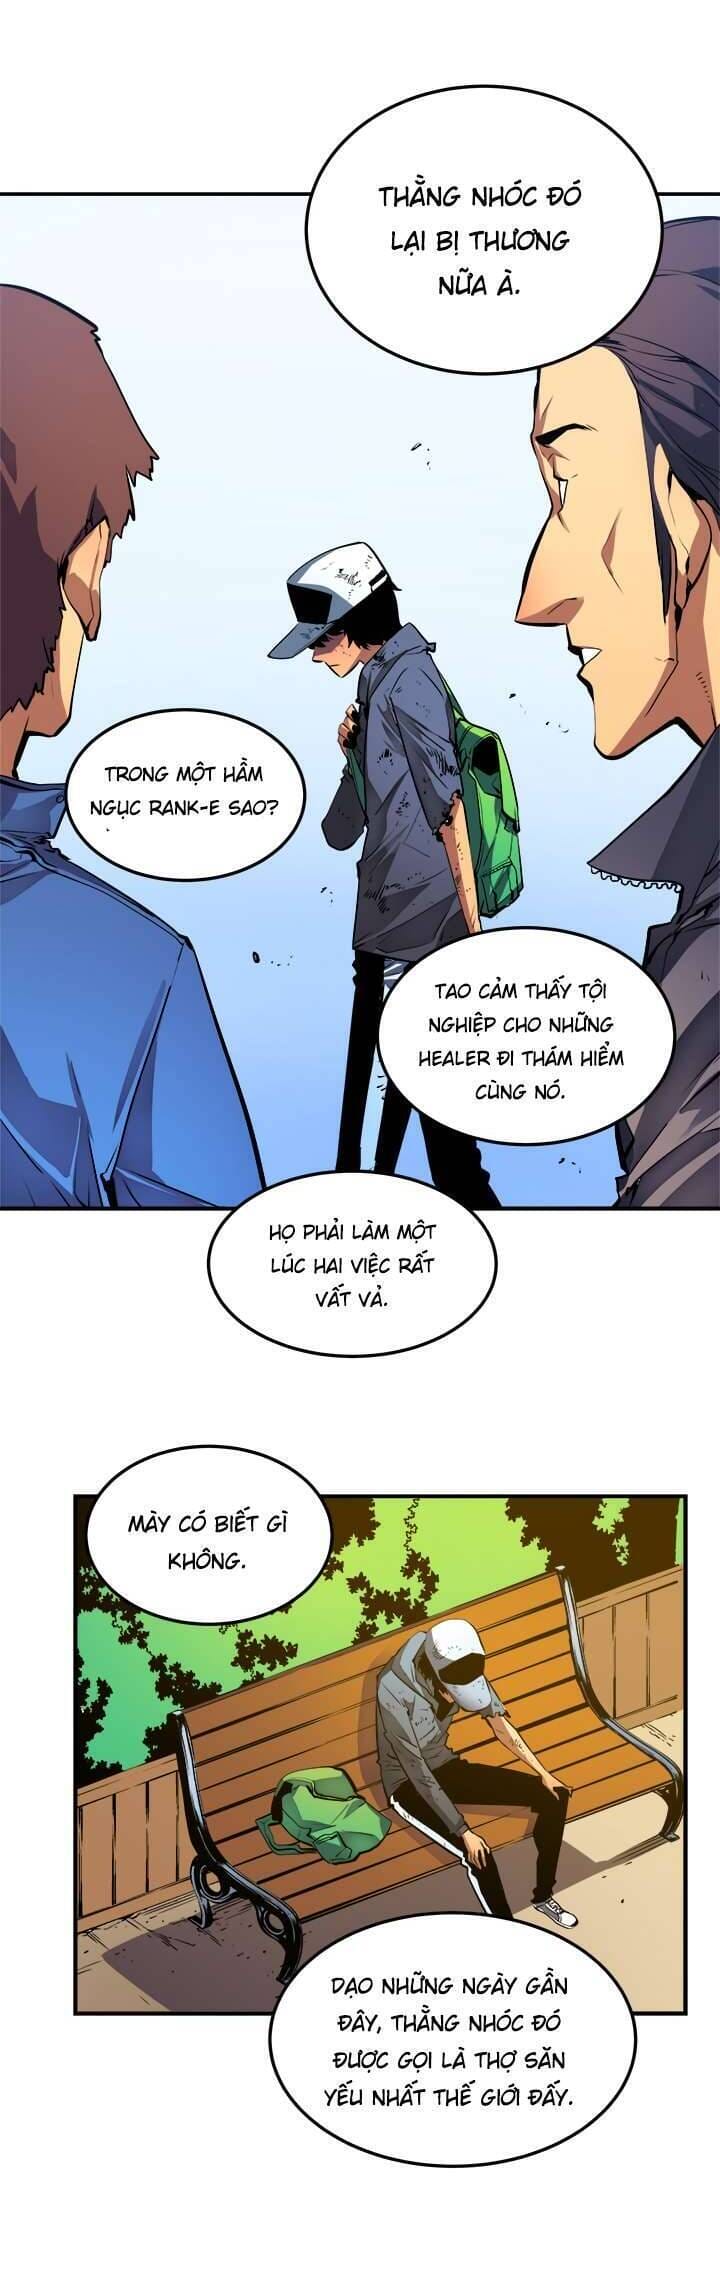 THẰNG NHÓC ĐÓ
LẠI BỊ THƯƠNG
NỮA À.
TRONG MỘT HẦM
NGỤC RANK-E SAO?
TAO CẢM THẤY TỘI
NGHIỆP CHO NHỮNG
HEALER ĐI THÁM HIỂM
CÙNG NÓ.
HỌ PHẢI LÀM MỘT
LÚC HAI VIỆC RẤT
VẤT VẢ.
MÀY CÓ BIẾT GÌ
KHÔNG.
DẠO NHỮNG NGÀY GẦN
ĐÂY, THẰNG NHÓC ĐÓ
ĐƯỢC GỌI LÀ THỢ SĂN
YẾU NHẤT THẾ GIỚI ĐẤY.